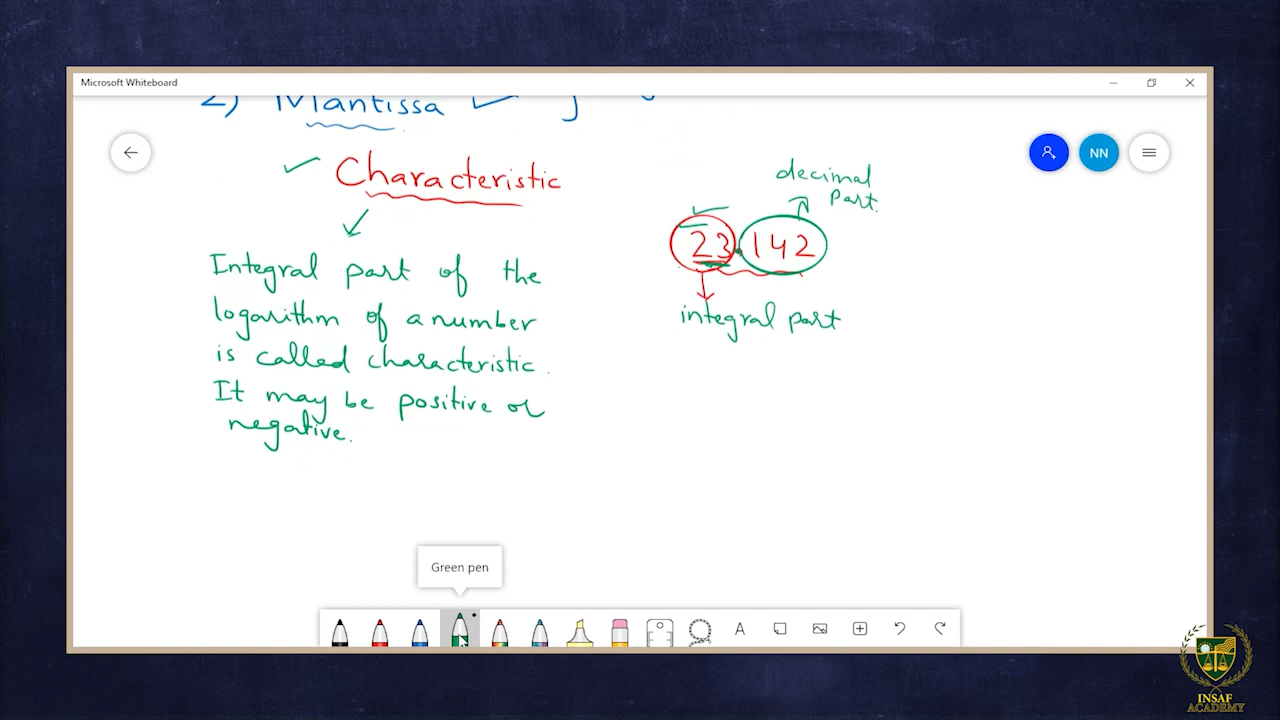 Microsoft Whiteboard
2) Mantissa
NN
Characteristic
decimal
Part.
23.142
integral part
Integral part of the
logarithm of a number
is called characteristic.
It may be positive or
negative.
Green pen
A
INSAF
ACADEMY